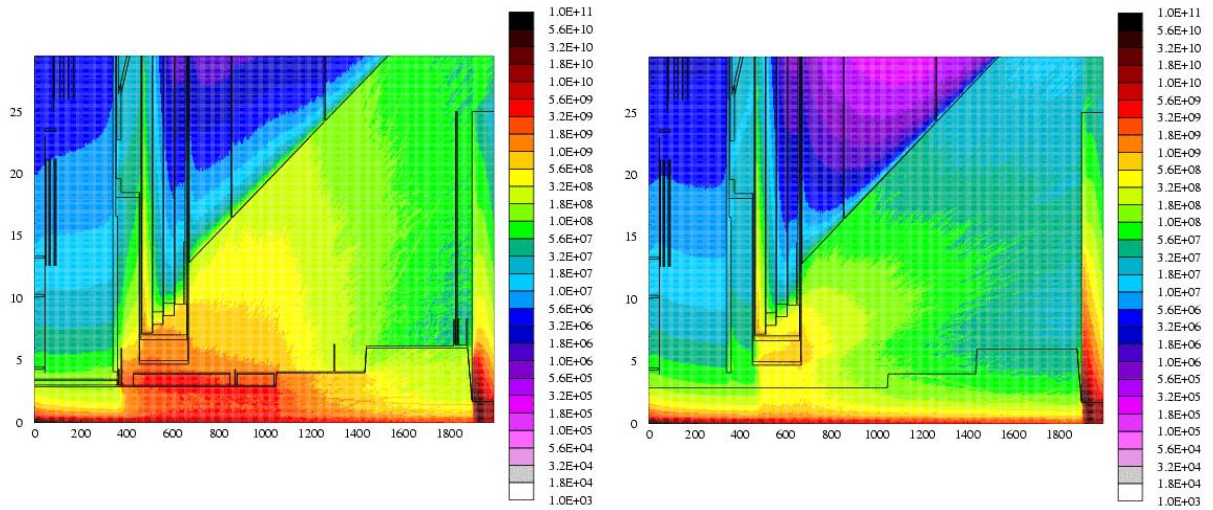 25
20
15
10
5
0
0 200 400 600 800 1000 1200 1400 1600 1800
1.0E+11
5.6E+10
3.2E+10
1.8E+10
1.0E+10
5.6E+09
3.2E+09
1.8E+09
1.0E+09
5.6E+08
3.2E+08
1.8E+08
1.0E+08
5.6E+07
3.2E+07
1.8E+07
1.0E+07
5.6E+06
3.2E+06
1.8E+06
1.0E+06
5.6E+05
3.2E+05
1.8E+05
1.0E+05
5.6E+04
3.2E+04
1.8E+04
1.0E+03
25
20
15
10
5
0
0 200 400 600 800 1000 1200 1400 1600 1800
1.0E+11
5.6E+10
3.2E+10
1.8E+10
1.0E+10
5.6E+09
3.2E+09
1.8E+09
1.0E+09
5.6E+08
3.2E+08
1.8E+08
1.0E+08
5.6E+07
3.2E+07
1.8E+07
1.0E+07
5.6E+06
3.2E+06
1.8E+06
1.0E+06
5.6E+05
3.2E+05
1.8E+05
1.0E+05
5.6E+04
3.2E+04
1.8E+04
1.0E+03